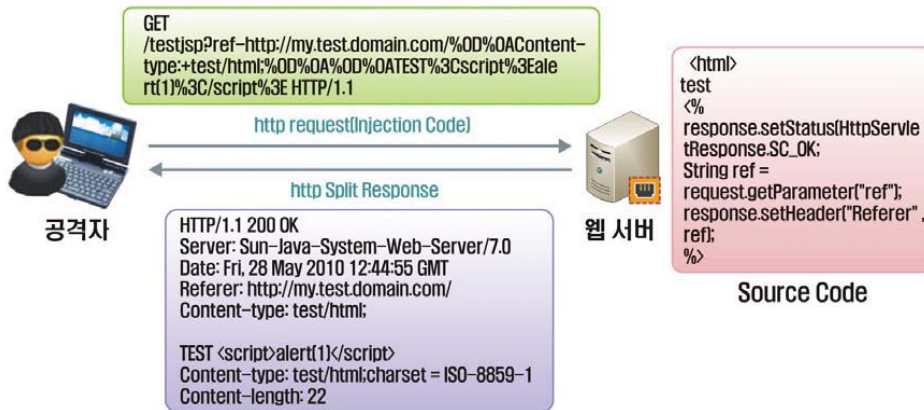 GET
/testjsp?ref-http://my.test.domain.com/%0D%0AContent-
type:+test/html;%0D%0A%0D%0ATEST%3Cscript%3Eale
rt(1)%3C/script%3E HTTP/1.1
http request(Injection Code)
http Split Response
공격자
웹 서버
HTTP/1.1 200 OK
Server: Sun-Java-System-Web-Server/7.0
Date: Fri, 28 May 2010 12:44:55 GMT
Referer: http://my.test.domain.com/
Content-type: test/html;
TEST <script>alert(1)</script>
Content-type: test/html;charset = ISO-8859-1
Content-length: 22
<html>
test
<%
response.setStatus(HttpServle
tResponse.SC_OK;
String ref =
request.getParameter("ref");
response.setHeader("Referer" ,
ref);
%>
Source Code